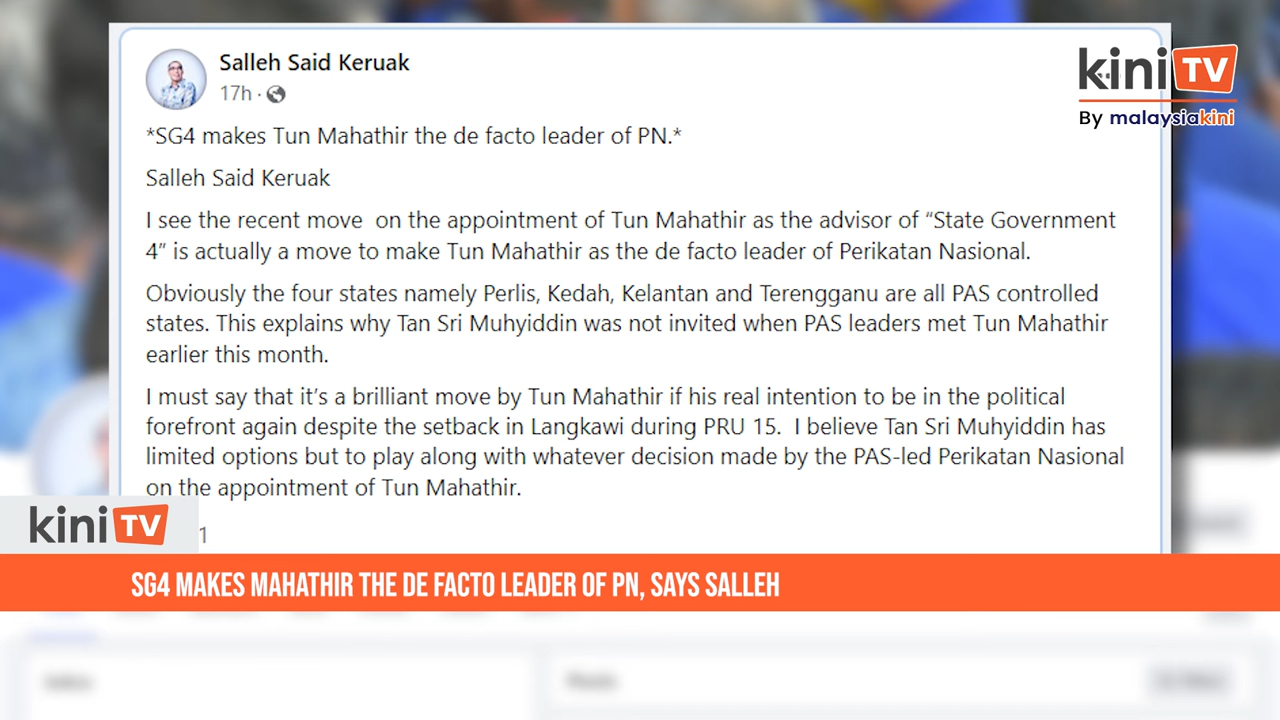 Salleh Said Keruak
17h ·
*SG4 makes Tun Mahathir the de facto leader of PN.*
Salleh Said Keruak
I see the recent move on the appointment of Tun Mahathir as the advisor of “State Government
4” is actually a move to make Tun Mahathir as the de facto leader of Perikatan Nasional.
Obviously the four states namely Perlis, Kedah, Kelantan and Terengganu are all PAS controlled
states. This explains why Tan Sri Muhyiddin was not invited when PAS leaders met Tun Mahathir
earlier this month.
I must say that it’s a brilliant move by Tun Mahathir if his real intention to be in the political
forefront again despite the setback in Langkawi during PRU 15. I believe Tan Sri Muhyiddin has
limited options but to play along with whatever decision made by the PAS-led Perikatan Nasional
on the appointment of Tun Mahathir.
1
kini TV
By malaysiakini
kini TV
SG4 MAKES MAHATHIR THE DE FACTO LEADER OF PN, SAYS SALLEH